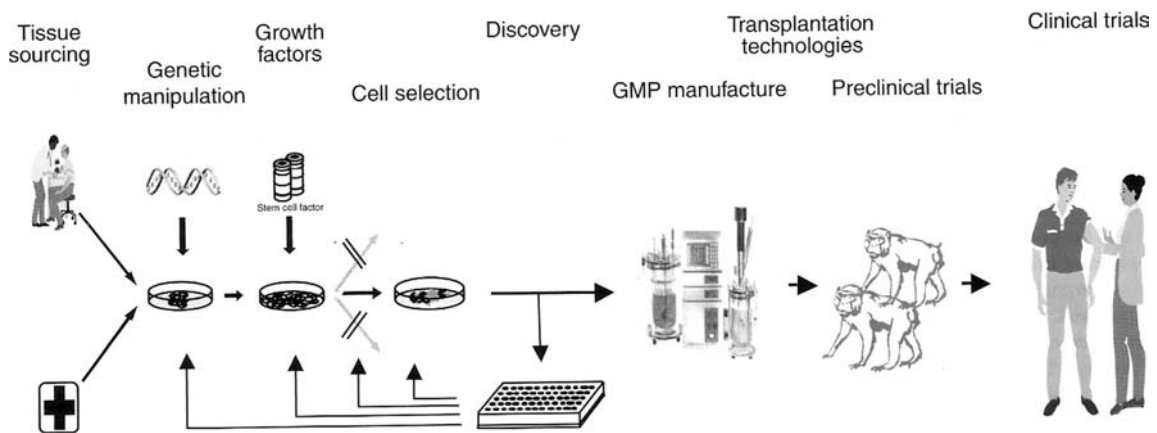 Tissue
sourcing
Genetic
manipulation
Growth
factors
Cell selection
Discovery
Transplantation
technologies
GMP manufacture
Preclinical trials
Clinical trials
Stem cell factor